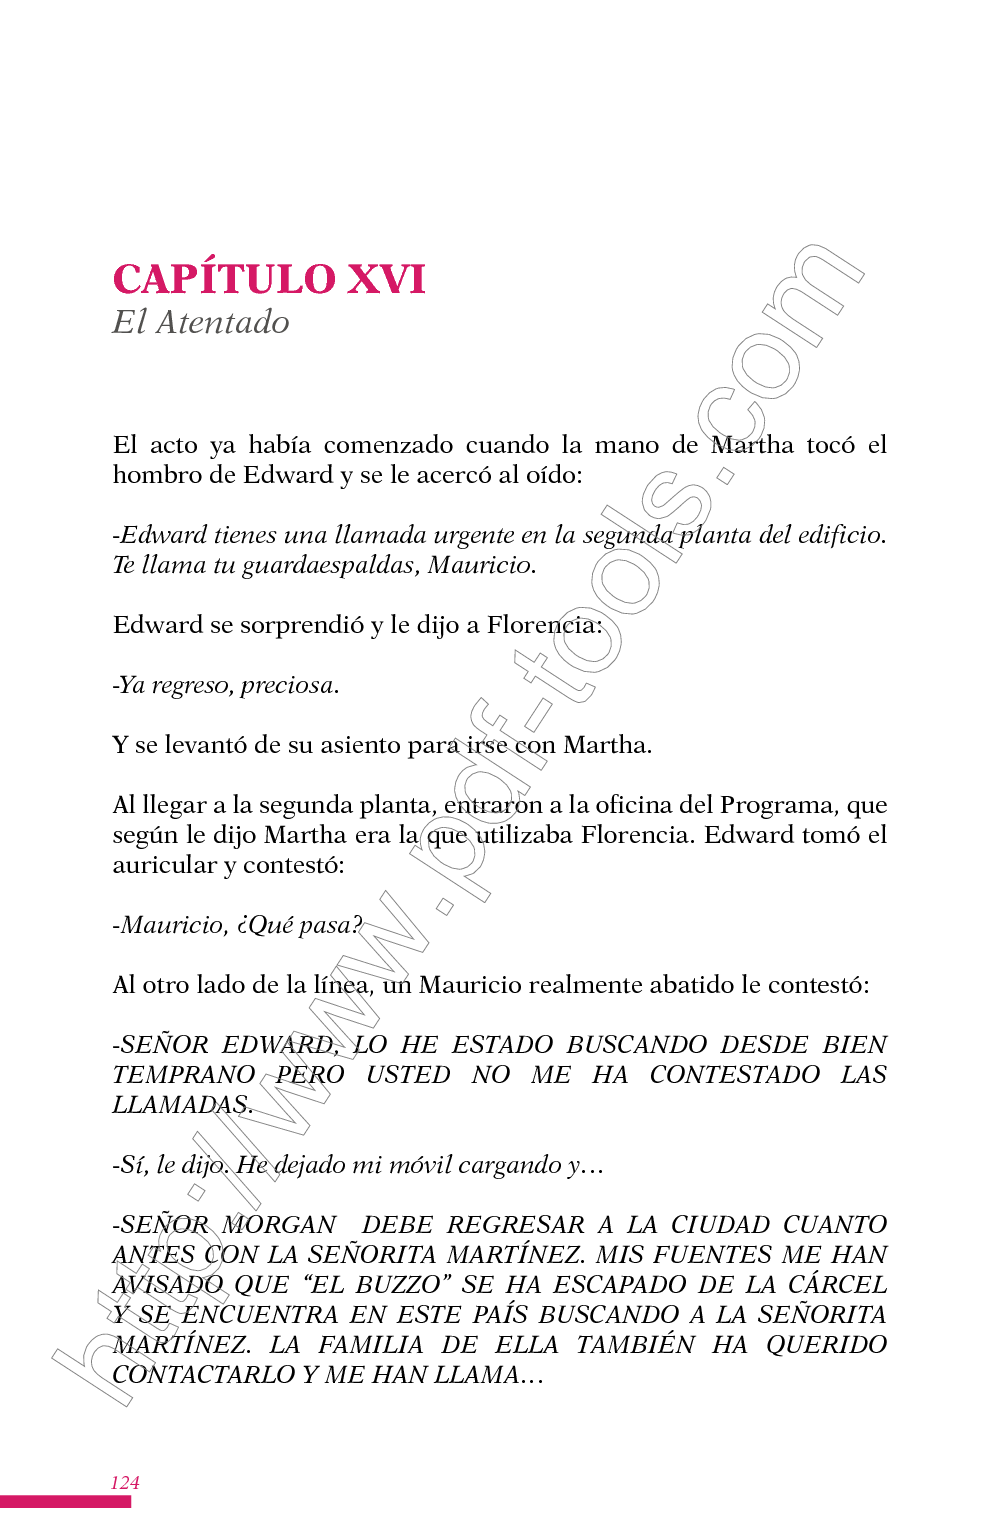 CAPÍTULO XVI
El Atentado
El acto ya había comenzado cuando la mano de Martha tocó el
hombro de Edward y se le acercó al oído:
-Edward tienes una llamada urgente en la segunda planta del edificio.
Te llama tu guardaespaldas, Mauricio.
Edward se sorprendió y le dijo a Florencia:
-Ya regreso, preciosa.
Y se levantó de su asiento para irse con Martha.
Al llegar a la segunda planta, entraron a la oficina del Programa, que
según le dijo Martha era la que utilizaba Florencia. Edward tomó el
auricular y contestó:
-Mauricio, ¿Qué pasa?
Al otro lado de la línea, un Mauricio realmente abatido le contestó:
-SEÑOR EDWARD, LO HE ESTADO BUSCANDO DESDE BIEN
TEMPRANO PERO USTED NO ME HA CONTESTADO LAS
LLAMADAS.
-Sí, le dijo. He dejado mi móvil cargando y…
-SEÑOR MORGAN DEBE REGRESAR A LA CIUDAD CUANTO
ANTES CON LA SEÑORITA MARTÍNEZ. MIS FUENTES ME HAN
AVISADO QUE “EL BUZZO” SE HA ESCAPADO DE LA CÁRCEL
Y SE ENCUENTRA EN ESTE PAÍS BUSCANDO A LA SEÑORITA
MARTÍNEZ. LA FAMILIA DE ELLA TAMBIÉN HA QUERIDO
CONTACTARLO Y ME HAN LLAMA…
124
http://www.pdf-tools.com